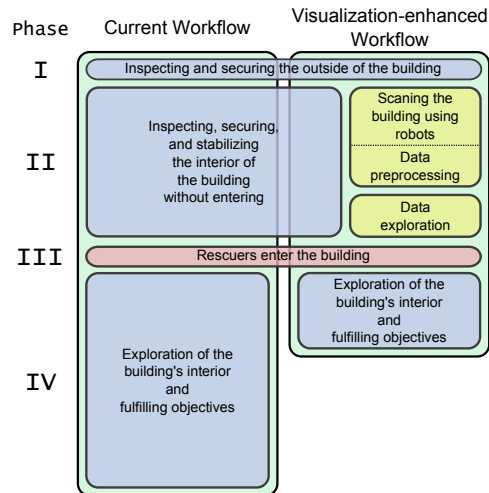 Phase
Current Workflow
Visualization-enhanced
Workflow
I
Inspecting and securing the outside of the building
II
Inspecting, securing,
and stabilizing
the interior of
the building
without entering
Scaning the
building using
robots
Data
preprocessing
Data
exploration
III
Rescuers enter the building
IV
Exploration of the
building's interior
and
fulfilling objectives
Exploration of the
building's interior
and
fulfilling objectives